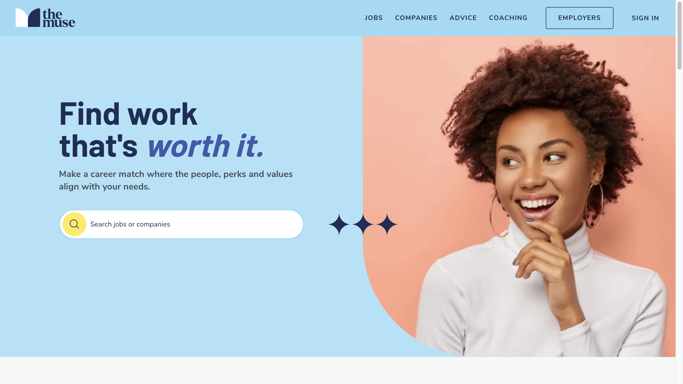 the
muse
JOBS
COMPANIES
ADVICE
COACHING
EMPLOYERS
SIGN IN
Find work
that's worth it.
Make a career match where the people, perks and values
align with your needs.
Search jobs or companies